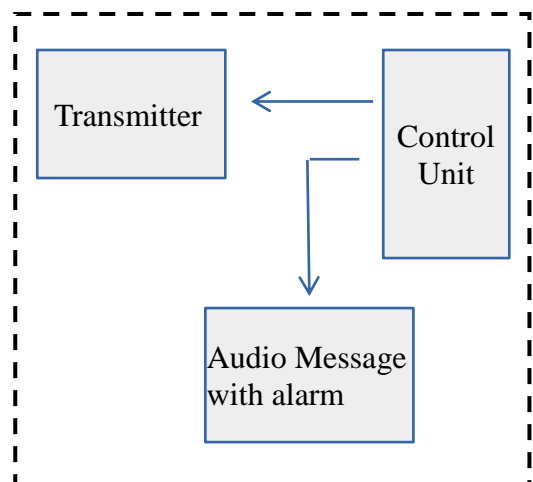 Transmitter
Control
Unit
Audio Message
with alarm